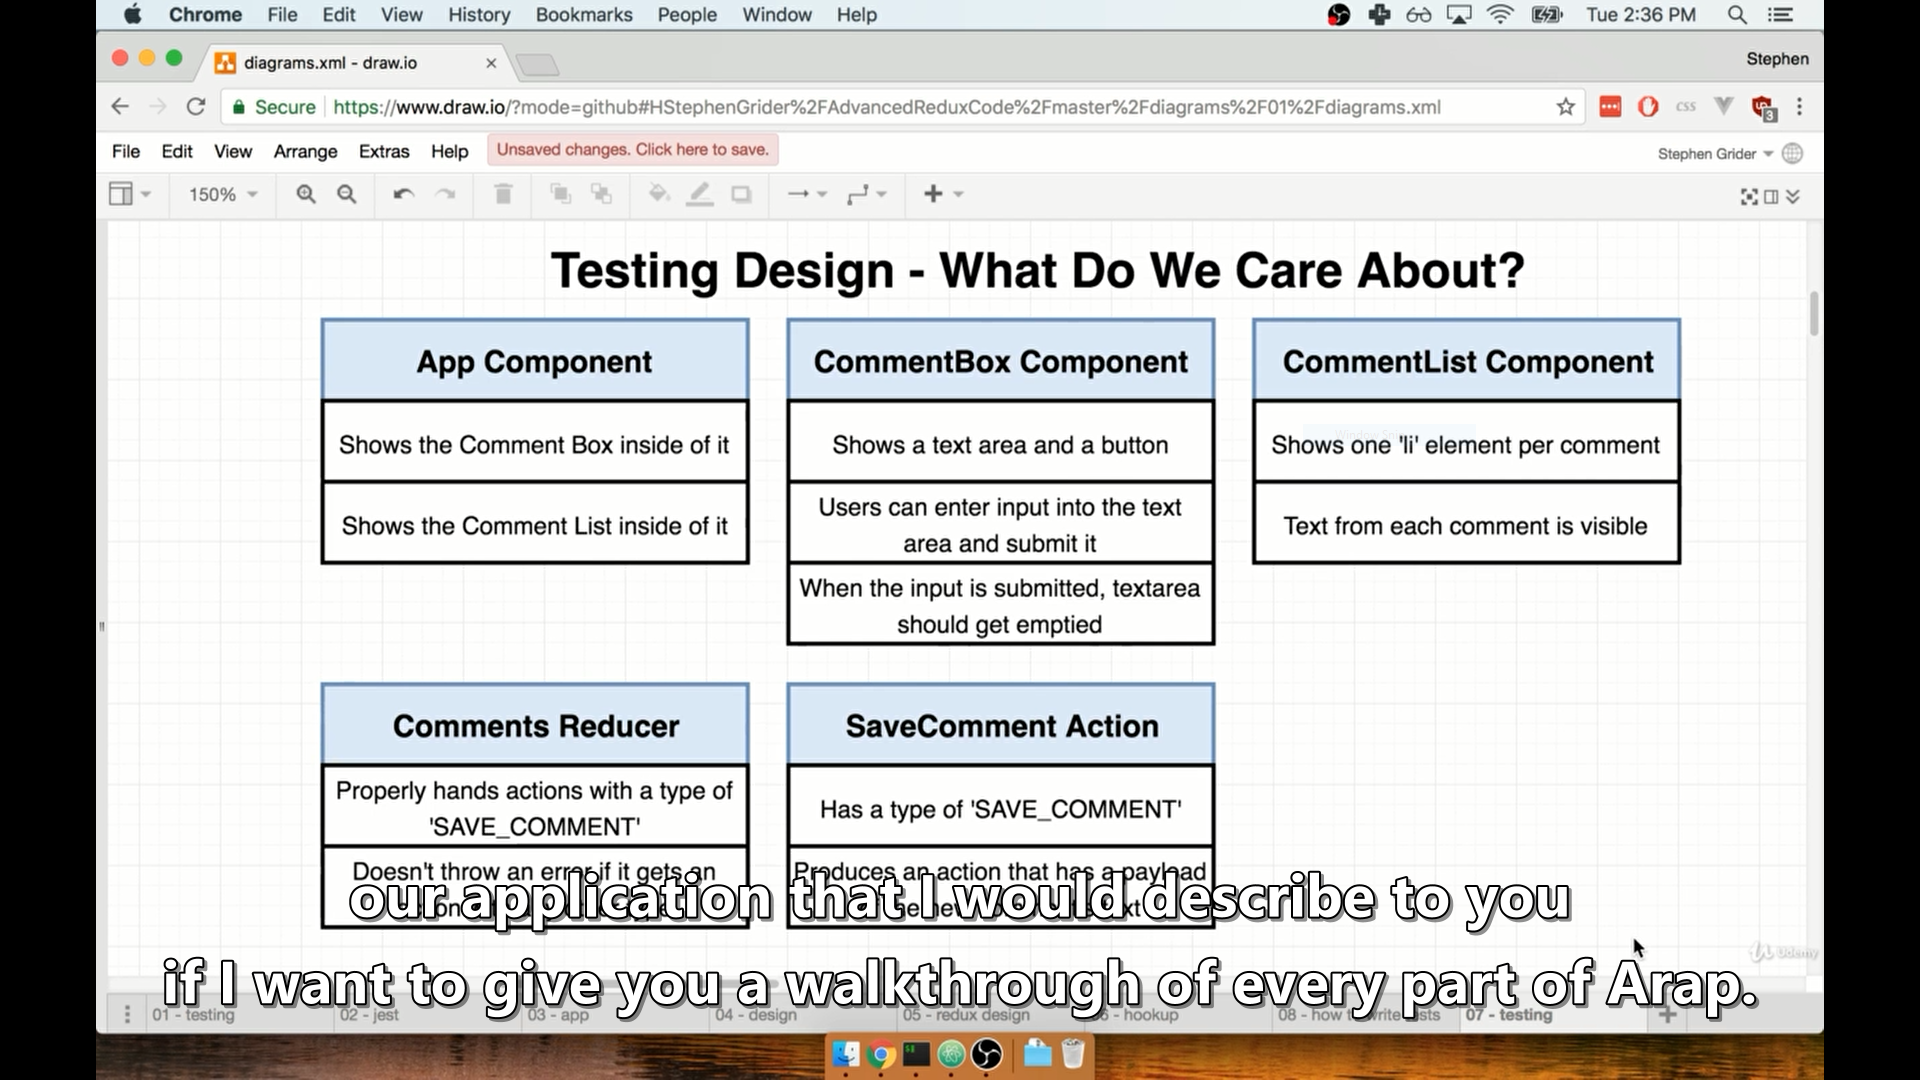 Chrome File Edit View History Bookmarks People Window Help Tue 2:36 PM
diagrams.xml - draw.io Stephen
Secure https://www.draw.io/?mode=github#HStephenGrider%2FAdvancedReduxCode%2Fmaster%2Fdiagrams%2F01%2Fdiagrams.xml css 3
File Edit View Arrange Extras Help Unsaved changes. Click here to save. Stephen Grider
150%
Testing Design - What Do We Care About?
App Component
Shows the Comment Box inside of it
Shows the Comment List inside of it
CommentBox Component
Shows a text area and a button
Users can enter input into the text
area and submit it
When the input is submitted, textarea
should get emptied
CommentList Component
Shows one 'li' element per comment
Text from each comment is visible
Comments Reducer
Properly hands actions with a type of
'SAVE_COMMENT'
Doesn't throw an error if it gets an
SaveComment Action
Has a type of 'SAVE_COMMENT'
Produces an action that has a payload
our application that I would describe to you
if I want to give you a walkthrough of every part of Arap.
Udemy
01 - testing 02 - jest 03 - app 04 - design 05 - redux design - hookup 08 - how to write tests 07 - testing